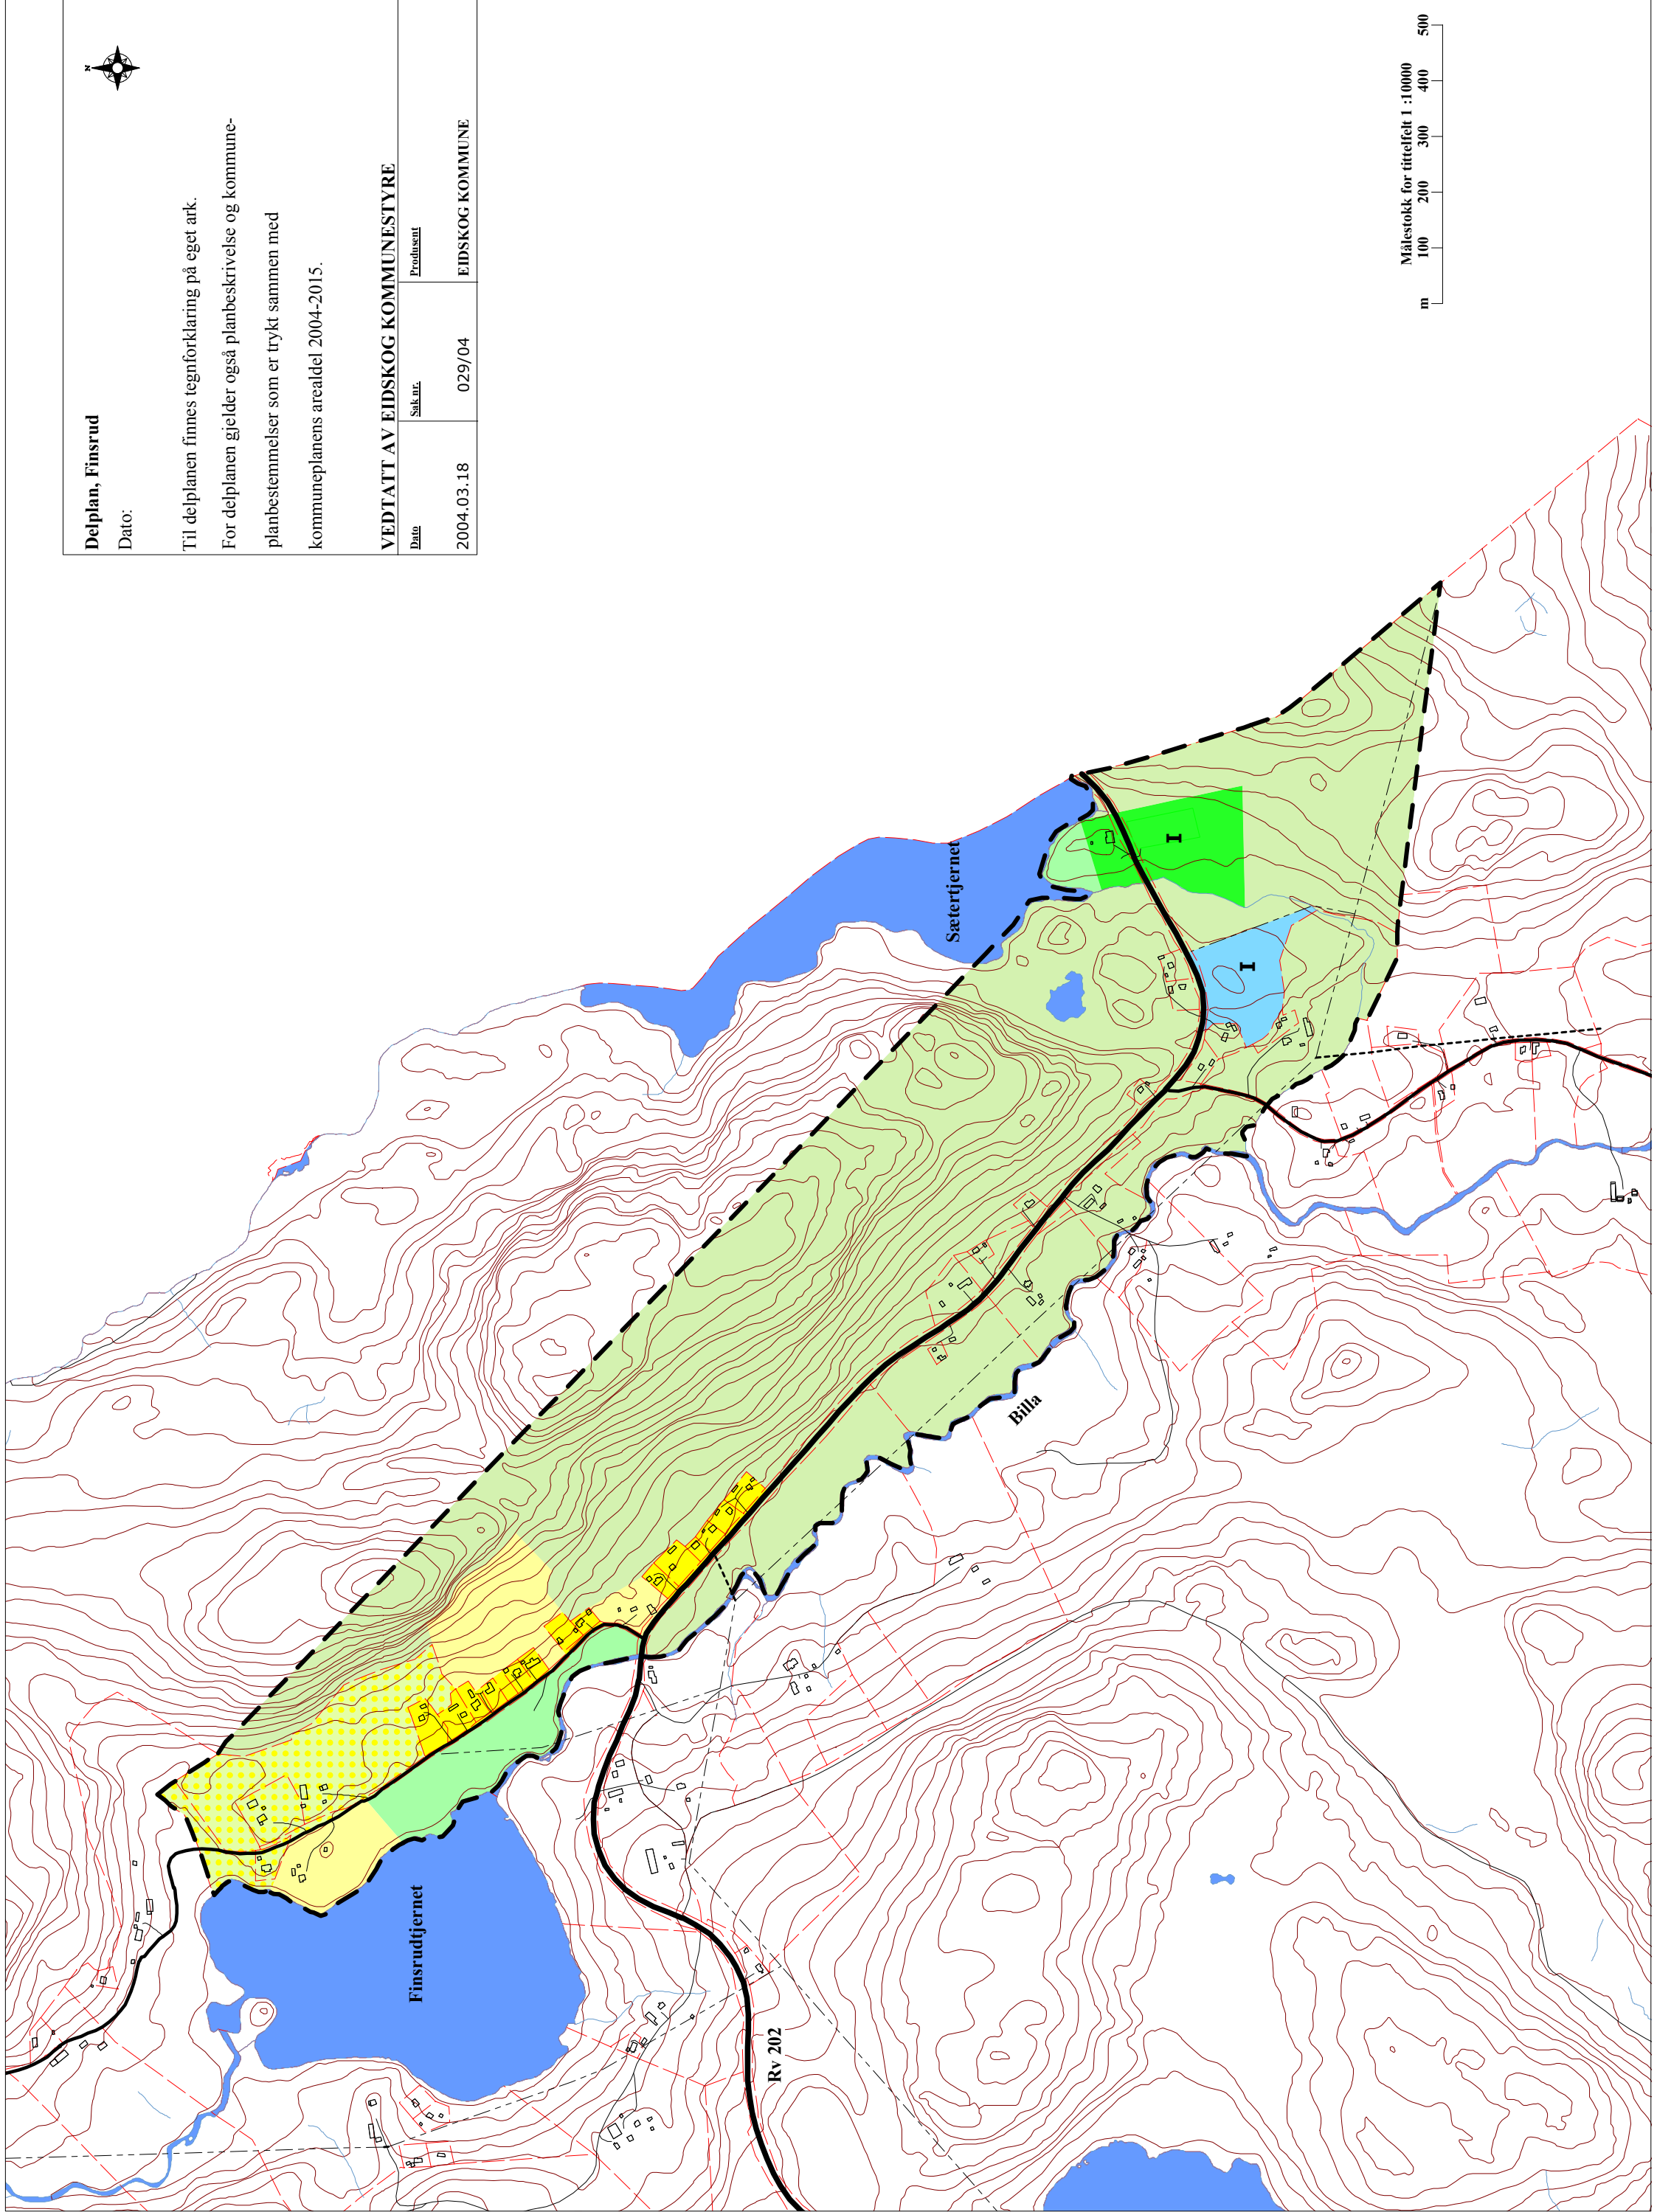 Delplan, Finsrud
Dato:
Til delplanen finnes tegnforklaring på eget ark.
For delplanen gjelder også planbeskrivelse og kommune-
planbestemmelser som er trykt sammen med
kommuneplanens arealdel 2004-2015.
VEDTATT AV EIDSKOG KOMMUNESTYRE
Dato Sak nr. Produsent
2004.03.18 029/04 EIDSKOG KOMMUNE
N
Finsrudtjernet
Sætertjernet
I
I
Billa
Rv 202
Målestokk for tittelfelt 1 :10000
m 100 200 300 400 500